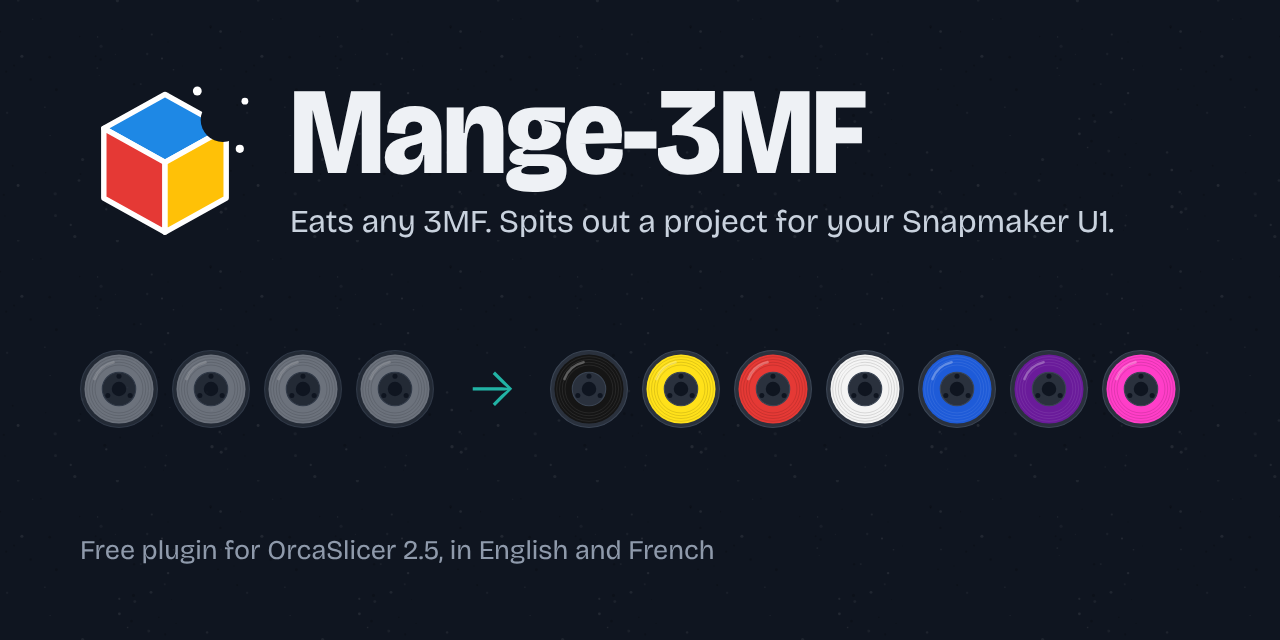 Mange-3MF
Eats any 3MF. Spits out a project for your Snapmaker U1.
Free plugin for OrcaSlicer 2.5, in English and French